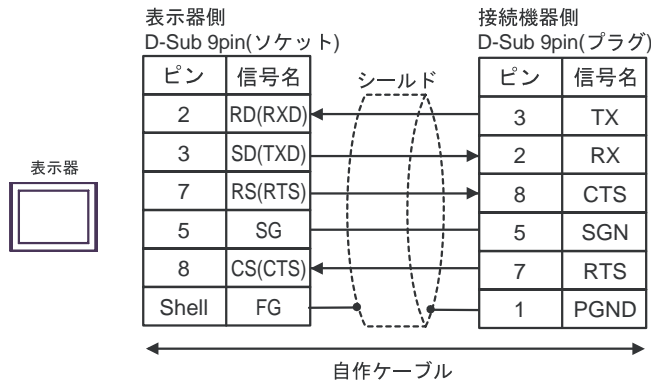 表示器側
D-Sub 9pin(ソケット)
接続機器側
D-Sub 9pin(プラグ)
ピン 信号名 シールド ピン 信号名
2 RD(RXD) 3 TX
3 SD(TXD) 2 RX
表示器
7 RS(RTS) 8 CTS
5 SG 5 SGN
8 CS(CTS) 7 RTS
Shell FG 1 PGND
自作ケーブル